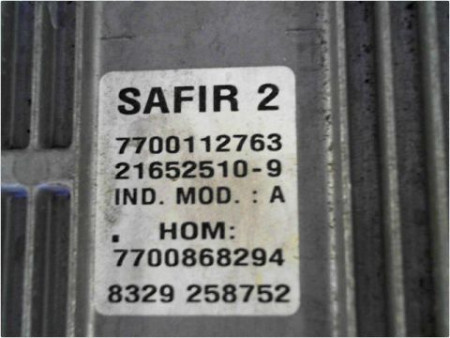 SAFIR 2
7700112763
21652510-9
IND. MOD. : A
. HOM:
7700868294
8329 258752